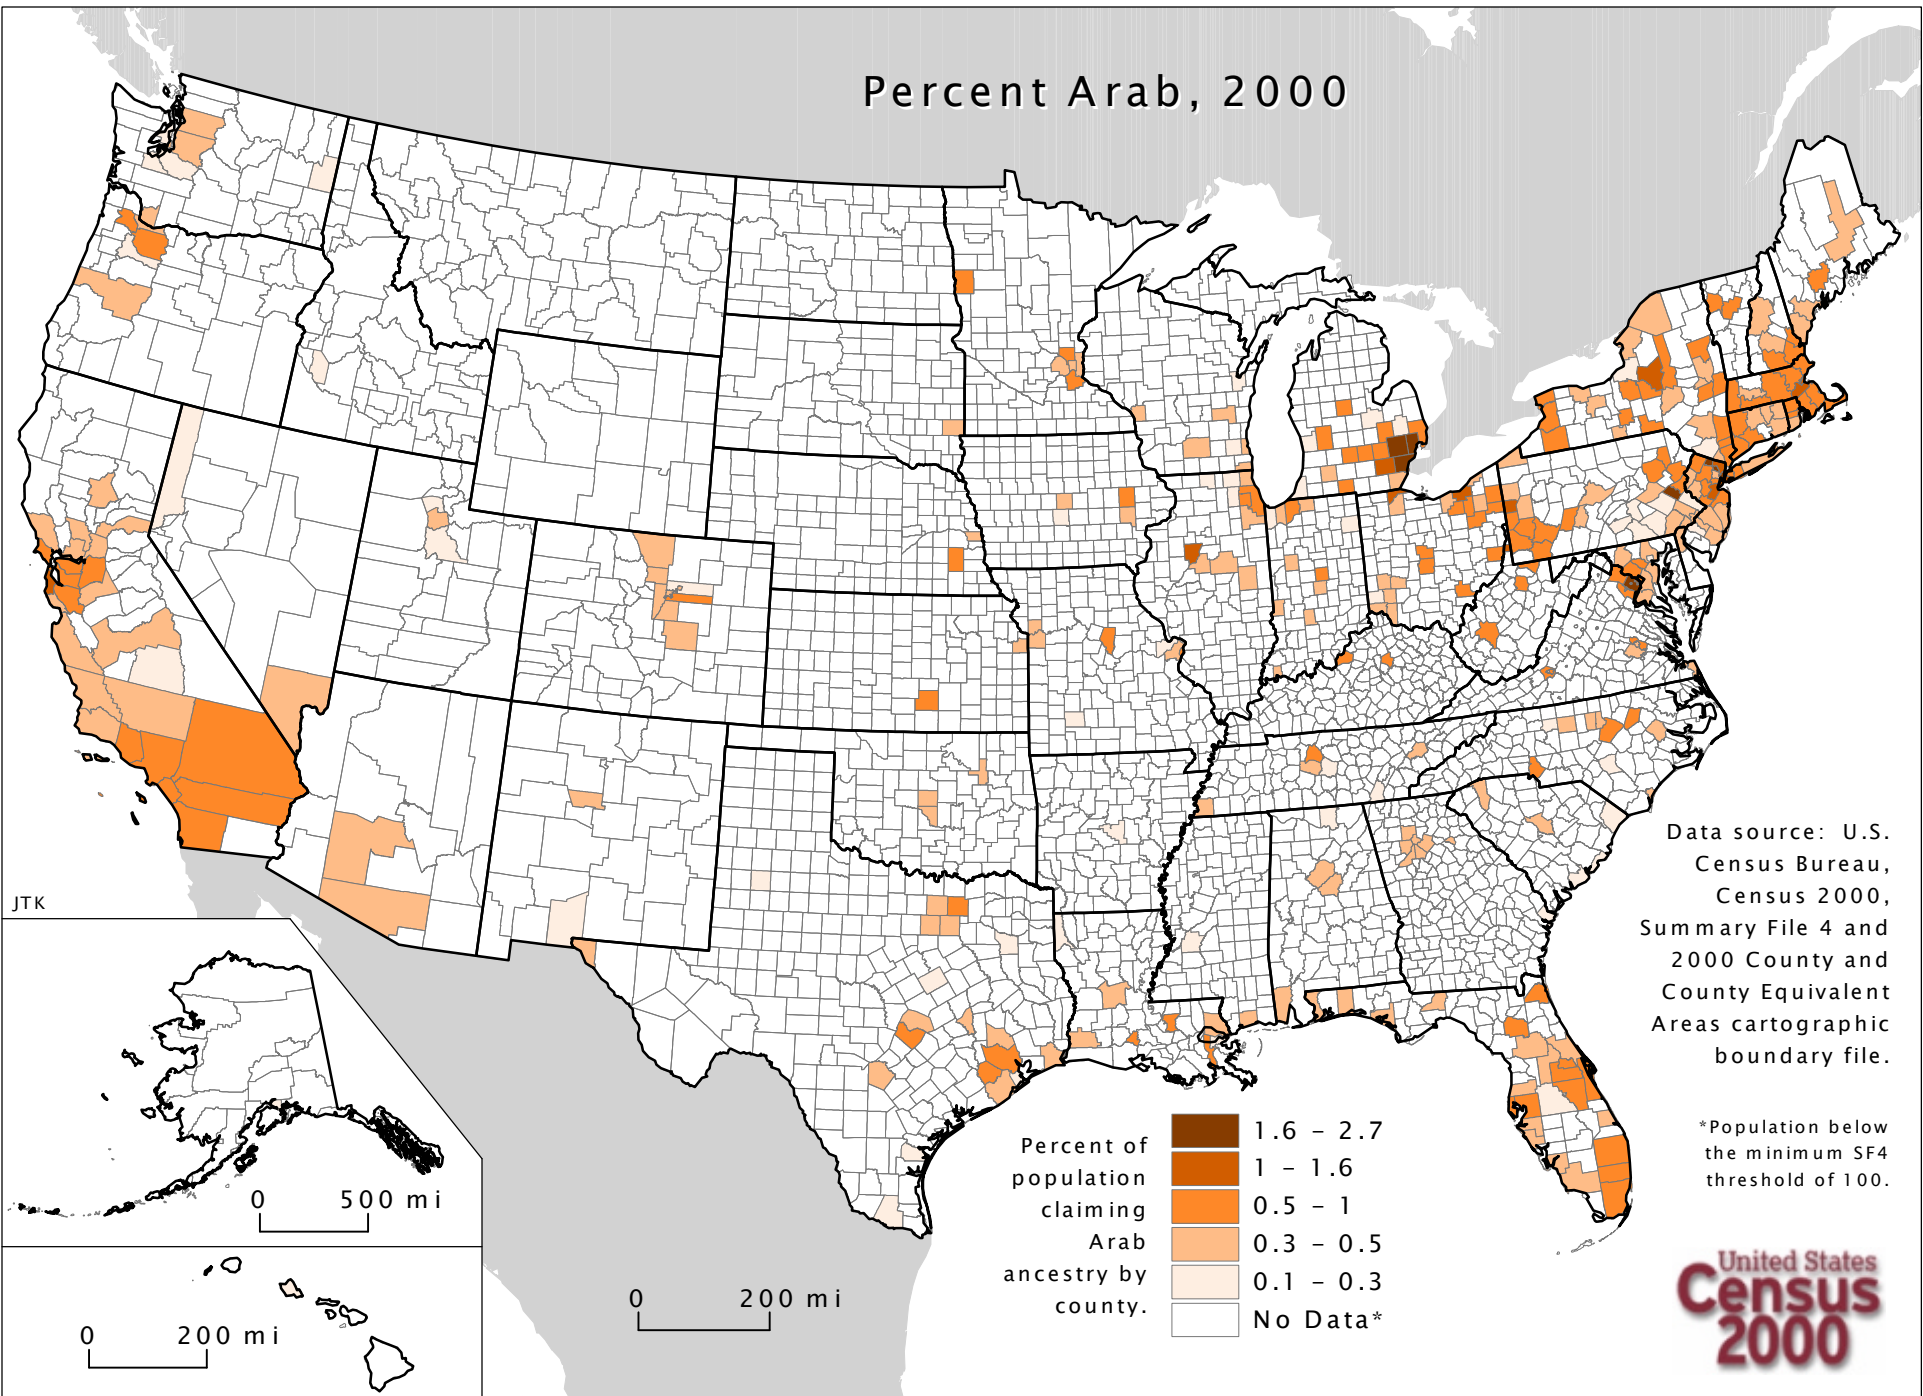 Percent Arab, 2000
Data source: U.S.
Census Bureau,
Census 2000,
Summary File 4 and
2000 County and
County Equivalent
Areas cartographic
boundary file.
*Population below
the minimum SF4
threshold of 100.
JTK
0 500 mi
0 200 mi
0 200 mi
Percent of
population
claiming
Arab
ancestry by
county.
1.6 – 2.7
1 – 1.6
0.5 – 1
0.3 – 0.5
0.1 – 0.3
No Data*
United States
Census
2000